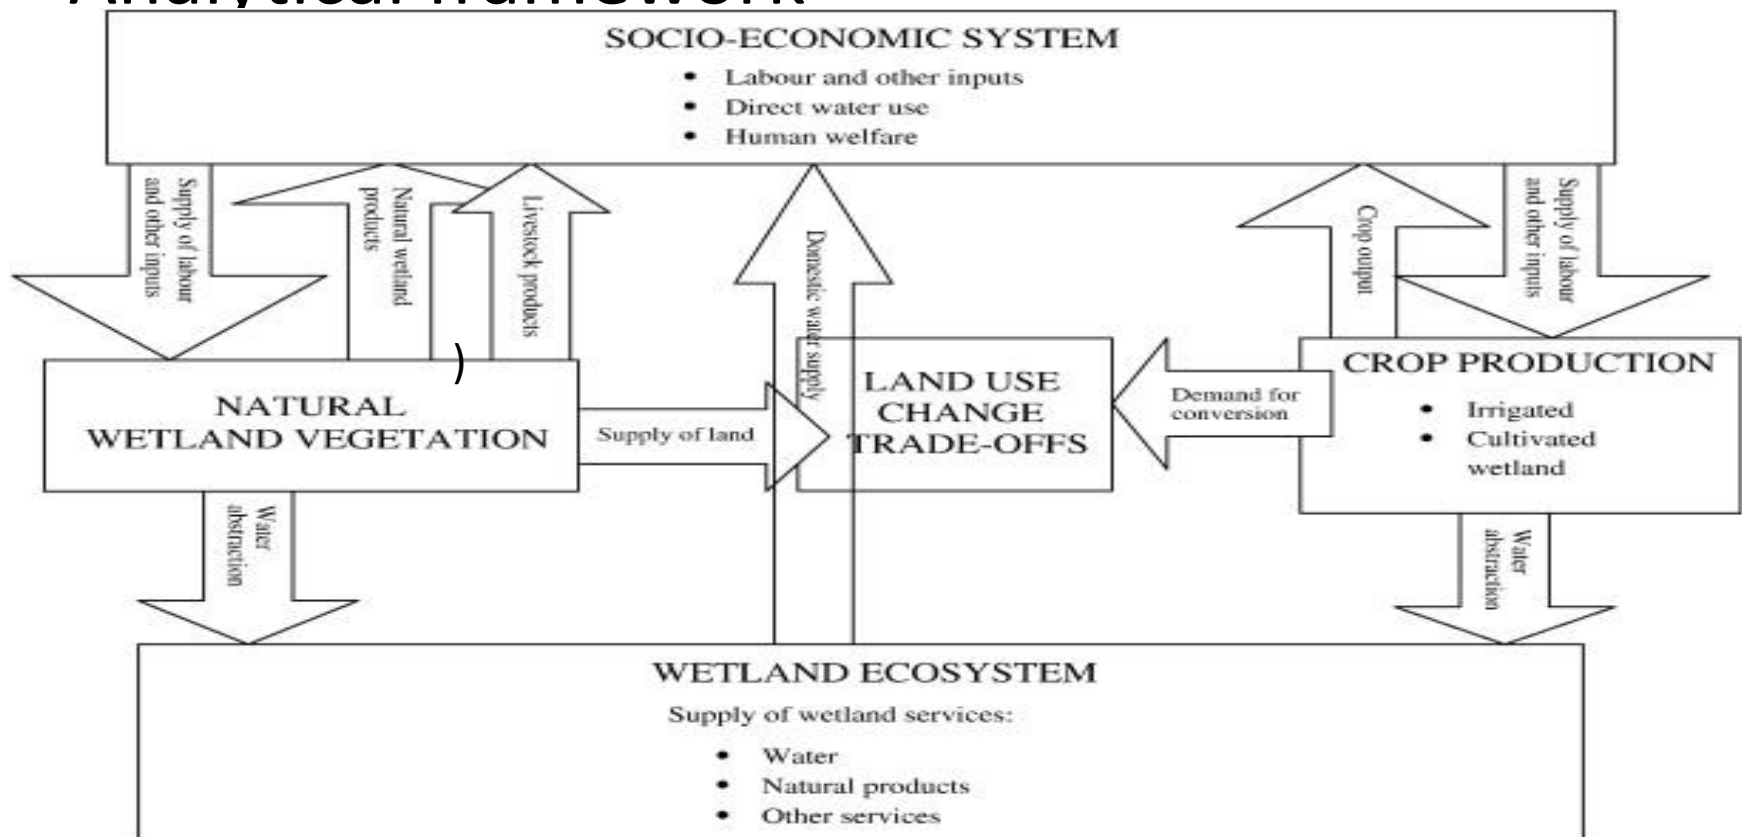 Analytical framework
SOCIO-ECONOMIC SYSTEM
• Labour and other inputs
• Direct water use
• Human welfare
Supply of labour
and other inputs
Natural wetland
products
Livestock products
Domestic water supply
Crop output
Supply of labour
and other inputs
)
NATURAL
WETLAND VEGETATION
Supply of land
LAND USE
CHANGE
TRADE-OFFS
Demand for
conversion
CROP PRODUCTION
• Irrigated
• Cultivated
wetland
Water
abstraction
Water
abstraction
WETLAND ECOSYSTEM
Supply of wetland services:
• Water
• Natural products
• Other services